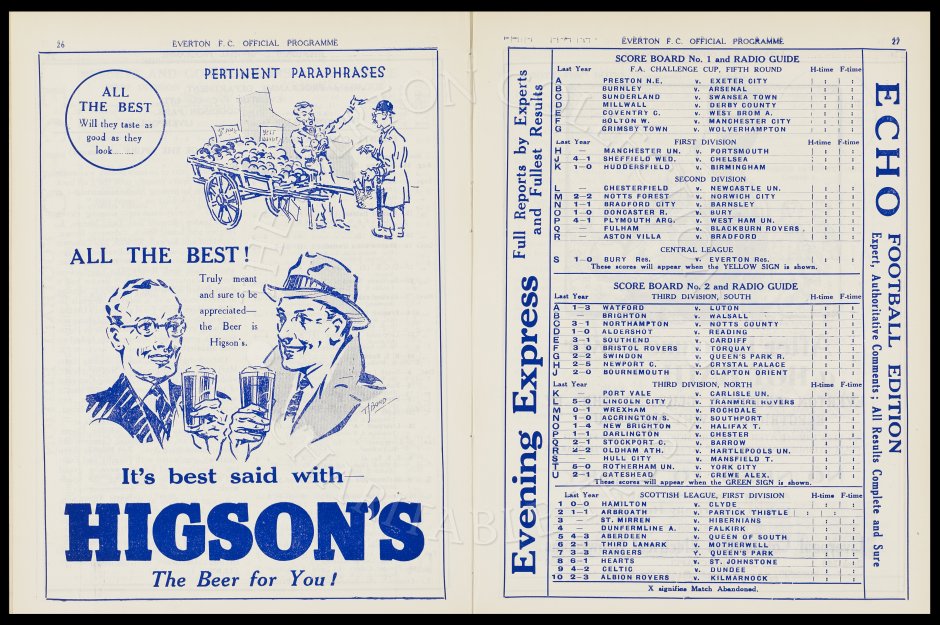 26
EVERTON F. C. OFFICIAL PROGRAMME
PERTINENT PARAPHRASES
ALL
THE BEST
Will they taste as
good as they
look.........
ALL THE BEST!
Truly meant
and sure to be
appreciated—
the Beer is
Higson's.
It's best said with—
HIGSON'S
The Beer for You!
EVERTON F. C. OFFICIAL PROGRAMME
27
Evening Express
Full Reports by Experts
and Fullest Results
SCORE BOARD No. 1 and RADIO GUIDE
Last Year F.A. CHALLENGE CUP, FIFTH ROUND H-time F-time
A PRESTON N.E. v. EXETER CITY : :
B BURNLEY v. ARSENAL : :
C SUNDERLAND v. SWANSEA TOWN : :
D MILLWALL v. DERBY COUNTY : :
E COVENTRY C. v. WEST BROM A. : :
F BOLTON W. v. MANCHESTER CITY : :
G GRIMSBY TOWN v. WOLVERHAMPTON : :
Last Year FIRST DIVISION H-time F-time
H — MANCHESTER UN. v. PORTSMOUTH : :
J 4-1 SHEFFIELD WED. v. CHELSEA : :
K 1-0 HUDDERSFIELD v. BIRMINGHAM : :
SECOND DIVISION
L — CHESTERFIELD v. NEWCASTLE UN. : :
M 2-2 NOTTS FOREST v. NORWICH CITY : :
N 1-1 BRADFORD CITY v. BARNSLEY : :
O 1-0 DONCASTER R. v. BURY : :
P 4-1 PLYMOUTH ARG. v. WEST HAM UN. : :
Q — FULHAM v. BLACKBURN ROVERS . : :
R — ASTON VILLA v. BRADFORD : :
CENTRAL LEAGUE
S 1-0 BURY Res. v. EVERTON Res. : :
These scores will appear when the YELLOW SIGN is shown.
SCORE BOARD No. 2 and RADIO GUIDE
Last Year THIRD DIVISION, SOUTH H-time F-time
A 1-3 WATFORD v. LUTON : :
B — BRIGHTON v. WALSALL : :
C 3-1 NORTHAMPTON v. NOTTS COUNTY : :
D 1-0 ALDERSHOT v. READING : :
E 3-1 SOUTHEND v. CARDIFF : :
F 3-0 BRISTOL ROVERS v. TORQUAY : :
G 2-2 SWINDON v. QUEEN'S PARK R. : :
H 2-5 NEWPORT C. v. CRYSTAL PALACE : :
J 2-0 BOURNEMOUTH v. CLAPTON ORIENT : :
Last Year THIRD DIVISION, NORTH H-time F-time
K — PORT VALE v. CARLISLE UN. : :
L 5-0 LINCOLN CITY v. TRANMERE ROVERS : :
M 0-1 WREXHAM v. ROCHDALE : :
N 1-0 ACCRINGTON S. v. SOUTHPORT : :
O 1-4 NEW BRIGHTON v. HALIFAX T. : :
P 1-1 DARLINGTON v. CHESTER : :
Q 2-1 STOCKPORT C. v. BARROW : :
R 2-2 OLDHAM ATH. v. HARTLEPOOLS UN. : :
S — HULL CITY v. MANSFIELD T. : :
T 5-0 ROTHERHAM UN. v. YORK CITY : :
U 2-1 GATESHEAD v. CREWE ALEX. : :
These scores will appear when the GREEN SIGN is shown.
Last Year SCOTTISH LEAGUE, FIRST DIVISION H-time F-time
1 0-0 HAMILTON v. CLYDE : :
2 1-1 ARBROATH v. PARTICK THISTLE : :
3 — ST. MIRREN v. HIBERNIANS : :
4 — DUNFERMLINE A. v. FALKIRK : :
5 4-3 ABERDEEN v. QUEEN OF SOUTH : :
6 2-1 THIRD LANARK v. MOTHERWELL : :
7 3-3 RANGERS v. QUEEN'S PARK : :
8 6-1 HEARTS v. ST. JOHNSTONE : :
9 4-2 CELTIC v. DUNDEE : :
10 2-3 ALBION ROVERS v. KILMARNOCK : :
X signifies Match Abandoned.
ECHO FOOTBALL EDITION
Expert, Authoritative Comments; All Results Complete and Sure